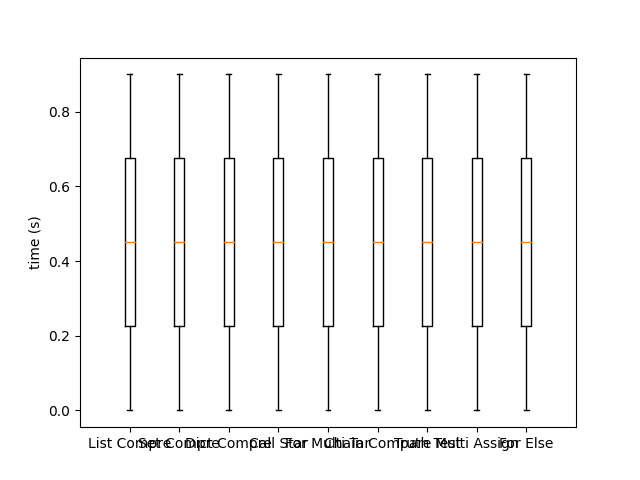 time (s)
0.8
0.6
0.4
0.2
0.0
List Compre
Set Compre
Dict Compre
Call Star
For Multi Tar
Chain Compare
Truth Test
Multi Assign
For Else